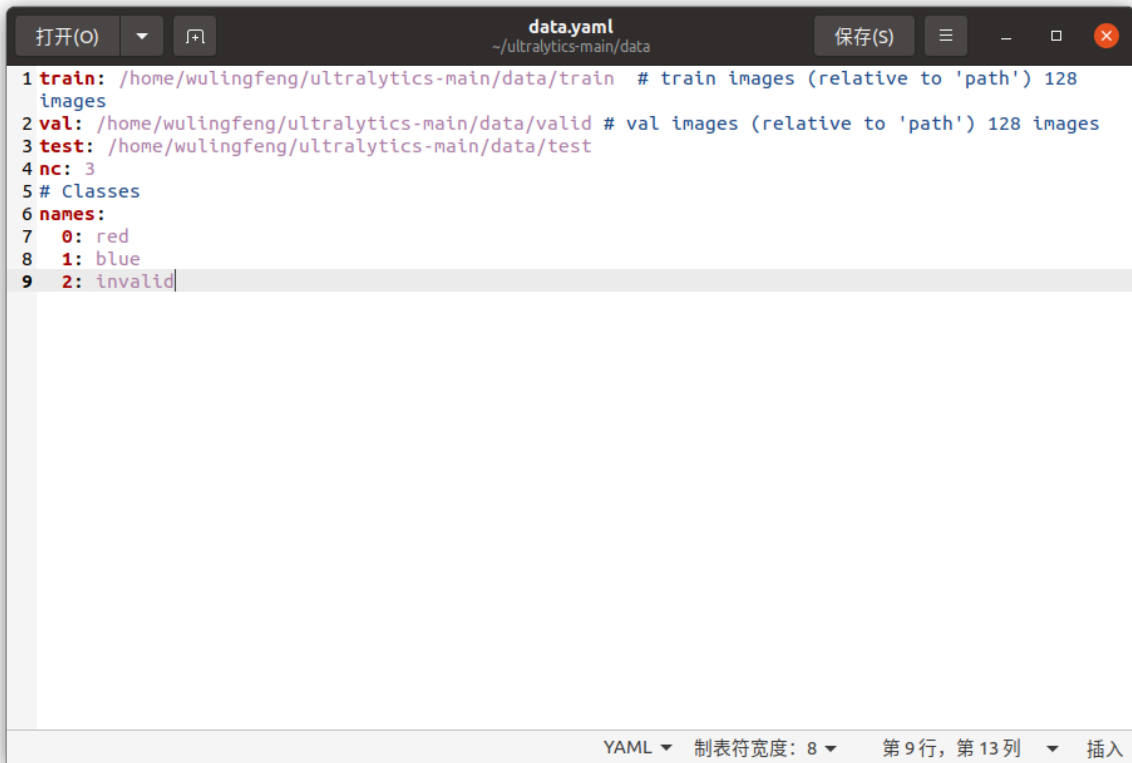 打开(O)
data.yaml
~/ultralytics-main/data
保存(S)
1 train: /home/wulingfeng/ultralytics-main/data/train  # train images (relative to 'path') 128
images
2 val: /home/wulingfeng/ultralytics-main/data/valid # val images (relative to 'path') 128 images
3 test: /home/wulingfeng/ultralytics-main/data/test
4 nc: 3
5 # Classes
6 names:
7   0: red
8   1: blue
9   2: invalid
YAML 制表符宽度：8 第 9 行，第 13 列 插入